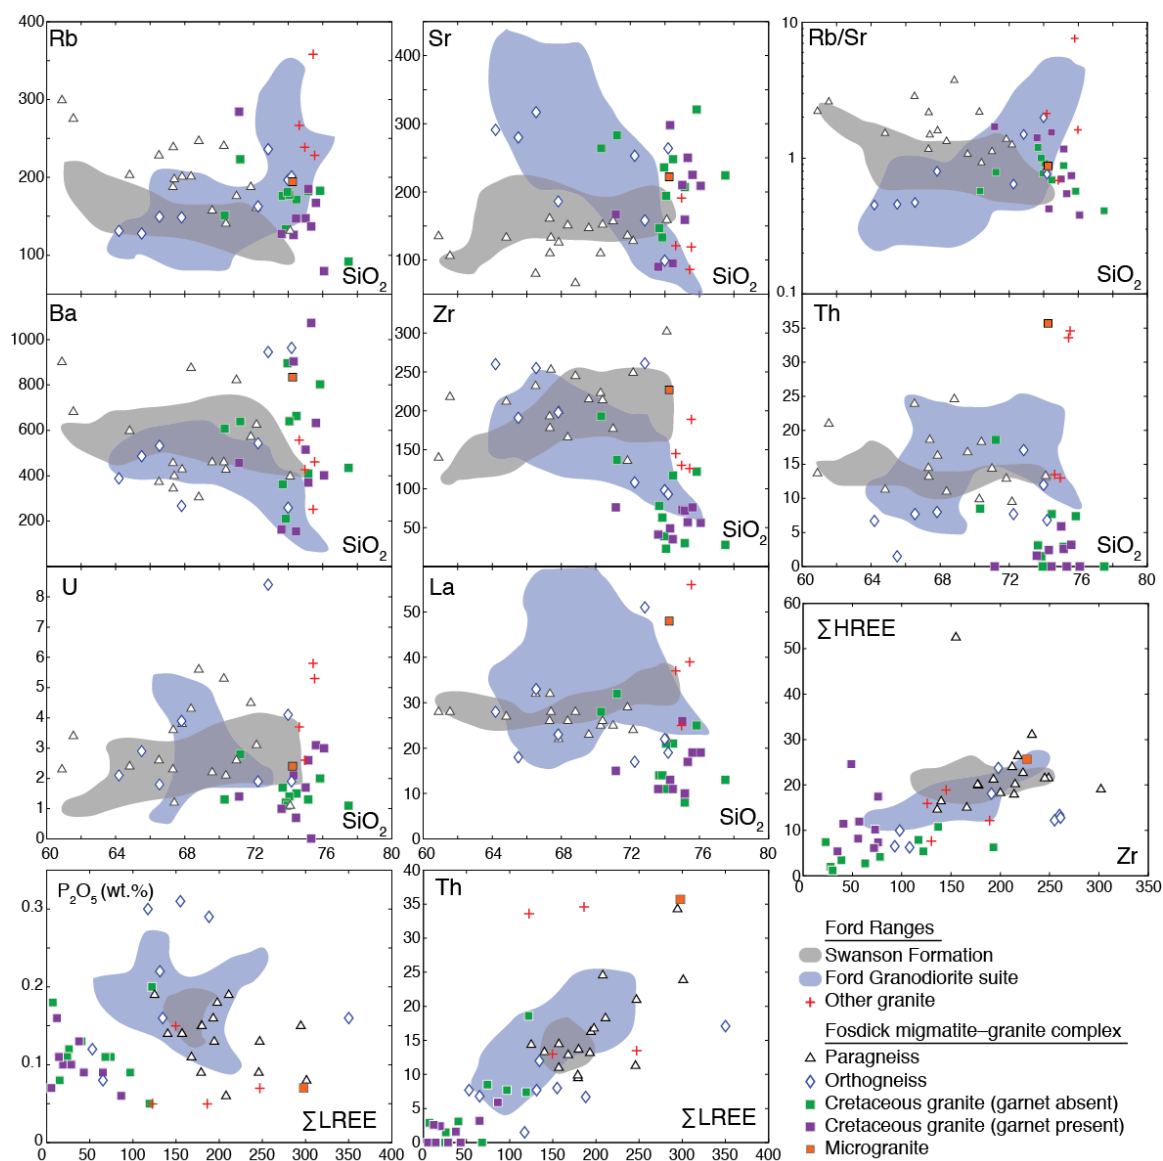 Rb
400
300
200
100
SiO2
Sr
400
300
200
100
SiO2
Rb/Sr
10
1
0.1
SiO2
Ba
1000
800
600
400
200
SiO2
Zr
300
250
200
150
100
50
SiO2
Th
35
30
25
20
15
10
5
0
SiO2
60 64 68 72 76 80
U
8
7
6
5
4
3
2
1
0
SiO2
60 64 68 72 76 80
La
50
40
30
20
10
0
SiO2
60 64 68 72 76 80
∑HREE
60
50
40
30
20
10
0
Zr
0 50 100 150 200 250 300 350
P2O5 (wt.%)
0.3
0.2
0.1
0
∑LREE
0 50 100 150 200 250 300 350 400
Th
40
35
30
25
20
15
10
5
0
∑LREE
0 50 100 150 200 250 300 350 400
Ford Ranges
Swanson Formation
Ford Granodiorite suite
Other granite
Fosdick migmatite–granite complex
Paragneiss
Orthogneiss
Cretaceous granite (garnet absent)
Cretaceous granite (garnet present)
Microgranite